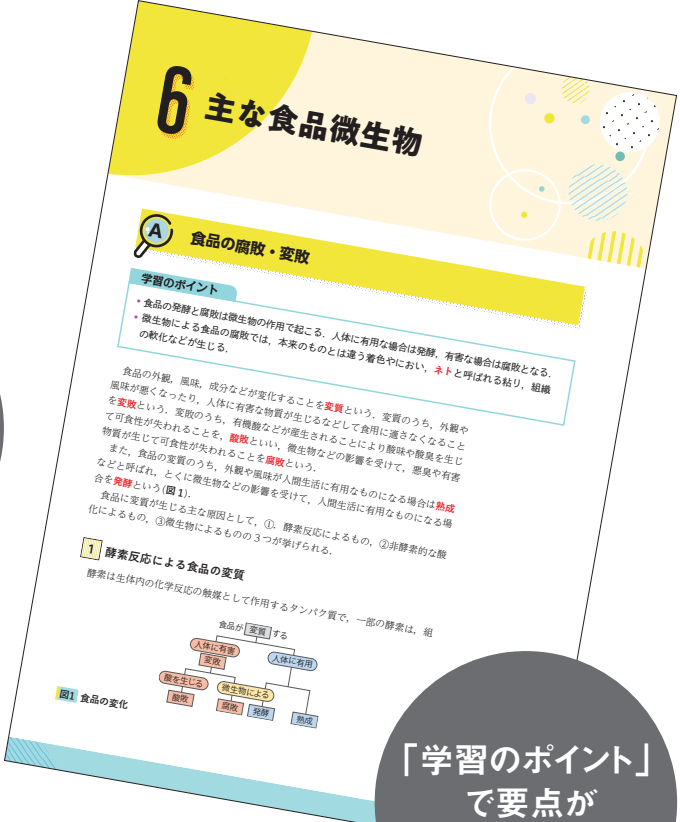 6 主な食品微生物
A 食品の腐敗・変敗
学習のポイント
• 食品の発酵と腐敗は微生物の作用で起こる．人体に有用な場合は発酵，有害な場合は腐敗となる．
• 微生物による食品の腐敗では，本来のものとは違う着色やにおい，ネトと呼ばれる粘り，組織
の軟化などが生じる．
食品の外観，風味，成分などが変化することを変質という．変質のうち，外観や
風味が悪くなったり，人体に有害な物質が生じるなどして食用に適さなくなること
を変敗という．変敗のうち，有機酸などが産生されることにより酸味や酸臭を生じ
て可食性が失われることを，酸敗といい，微生物などの影響を受けて，悪臭や有害
物質が生じて可食性が失われることを腐敗という．
また，食品の変質のうち，外観や風味が人間生活に有用なものになる場合は熟成
などと呼ばれ，とくに微生物などの影響を受けて，人間生活に有用なものになる場
合を発酵という(図1)．
食品に変質が生じる主な原因として，①．酵素反応によるもの，②非酵素的な酸
化によるもの，③微生物によるものの3つが挙げられる．
1 酵素反応による食品の変質
酵素は生体内の化学反応の触媒として作用するタンパク質で，一部の酵素は，組
食品が 変質 する
人体に有害
変敗
人体に有用
酸を生じる
微生物による
酸敗
腐敗
発酵
熟成
図1 食品の変化
「学習のポイント」
で要点が